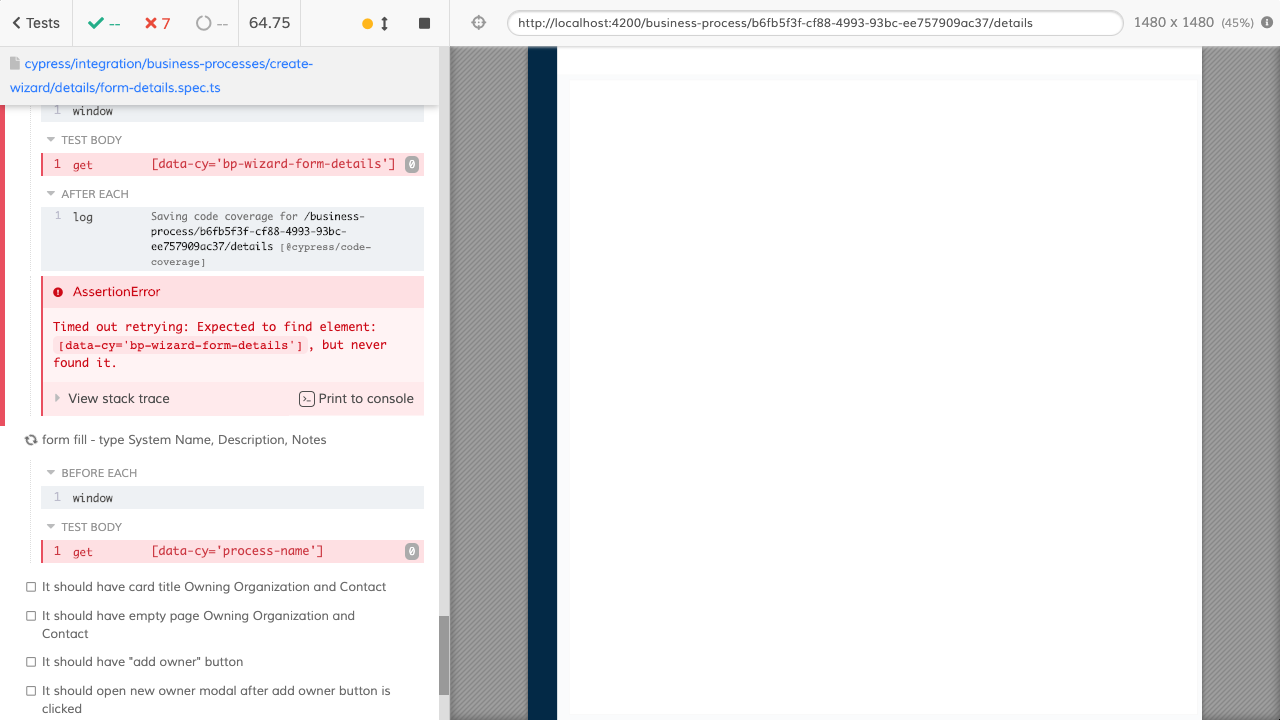 Tests
--
7
--
64.75
http://localhost:4200/business-process/b6fb5f3f-cf88-4993-93bc-ee757909ac37/details
1480 x 1480 (45%)
cypress/integration/business-processes/create-
wizard/details/form-details.spec.ts
1 window
TEST BODY
1 get [data-cy='bp-wizard-form-details'] 0
AFTER EACH
1 log Saving code coverage for /business-
process/b6fb5f3f-cf88-4993-93bc-
ee757909ac37/details [@cypress/code-
coverage]
AssertionError
Timed out retrying: Expected to find element:
[data-cy='bp-wizard-form-details'], but never
found it.
View stack trace
Print to console
form fill - type System Name, Description, Notes
BEFORE EACH
1 window
TEST BODY
1 get [data-cy='process-name'] 0
It should have card title Owning Organization and Contact
It should have empty page Owning Organization and
Contact
It should have "add owner" button
It should open new owner modal after add owner button is
clicked